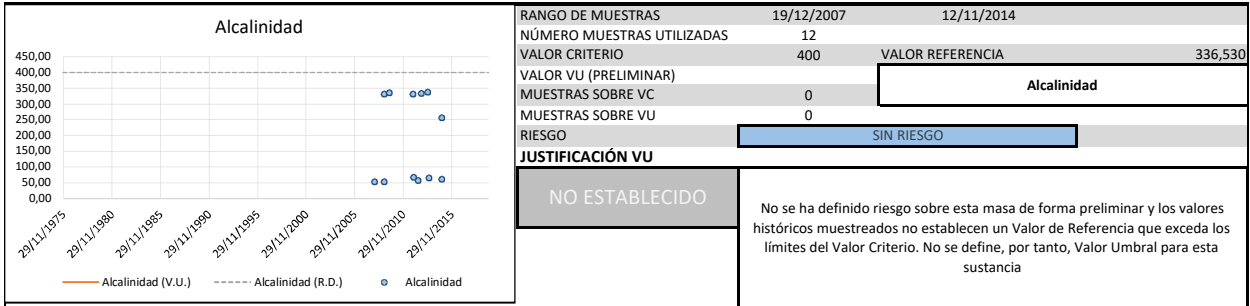 Alcalinidad
450,00
400,00
350,00
300,00
250,00
200,00
150,00
100,00
50,00
0,00
29/11/1975
29/11/1980
29/11/1985
29/11/1990
29/11/1995
29/11/2000
29/11/2005
29/11/2010
29/11/2015
Alcalinidad (V.U.) Alcalinidad (R.D.) Alcalinidad
RANGO DE MUESTRAS 19/12/2007 12/11/2014
NÚMERO MUESTRAS UTILIZADAS 12
VALOR CRITERIO 400 VALOR REFERENCIA 336,530
VALOR VU (PRELIMINAR)
Alcalinidad
MUESTRAS SOBRE VC 0
MUESTRAS SOBRE VU 0
RIESGO SIN RIESGO
JUSTIFICACIÓN VU
NO ESTABLECIDO
No se ha definido riesgo sobre esta masa de forma preliminar y los valores
históricos muestreados no establecen un Valor de Referencia que exceda los
límites del Valor Criterio. No se define, por tanto, Valor Umbral para esta
sustancia